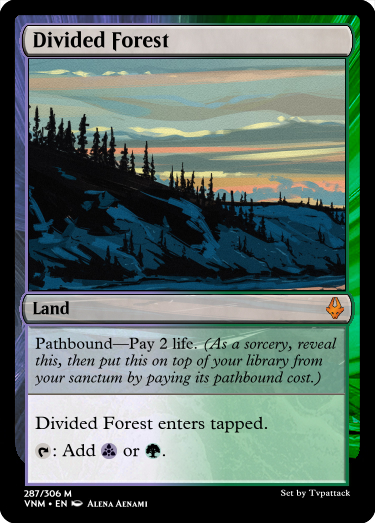 Divided Forest
Land
Pathbound—Pay 2 life. (As a sorcery, reveal
this, then put this on top of your library from
your sanctum by paying its pathbound cost.)
Divided Forest enters tapped.
: Add or .
287/306 M
VNM • EN Alena Aenami
Set by Tvpattack